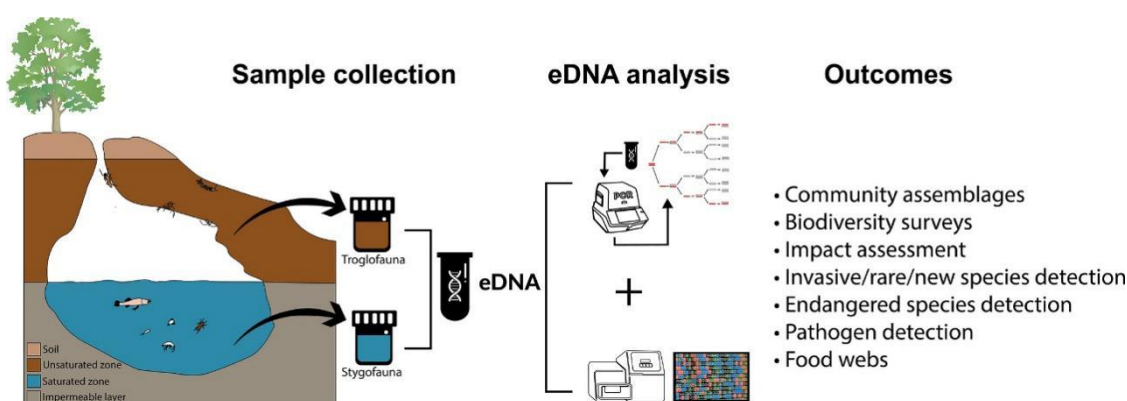 Sample collection
eDNA analysis
Outcomes
PCR
Troglofauna
eDNA
Stygofauna
Soil
Unsaturated zone
Saturated zone
Impermeable layer
• Community assemblages
• Biodiversity surveys
• Impact assessment
• Invasive/rare/new species detection
• Endangered species detection
• Pathogen detection
• Food webs